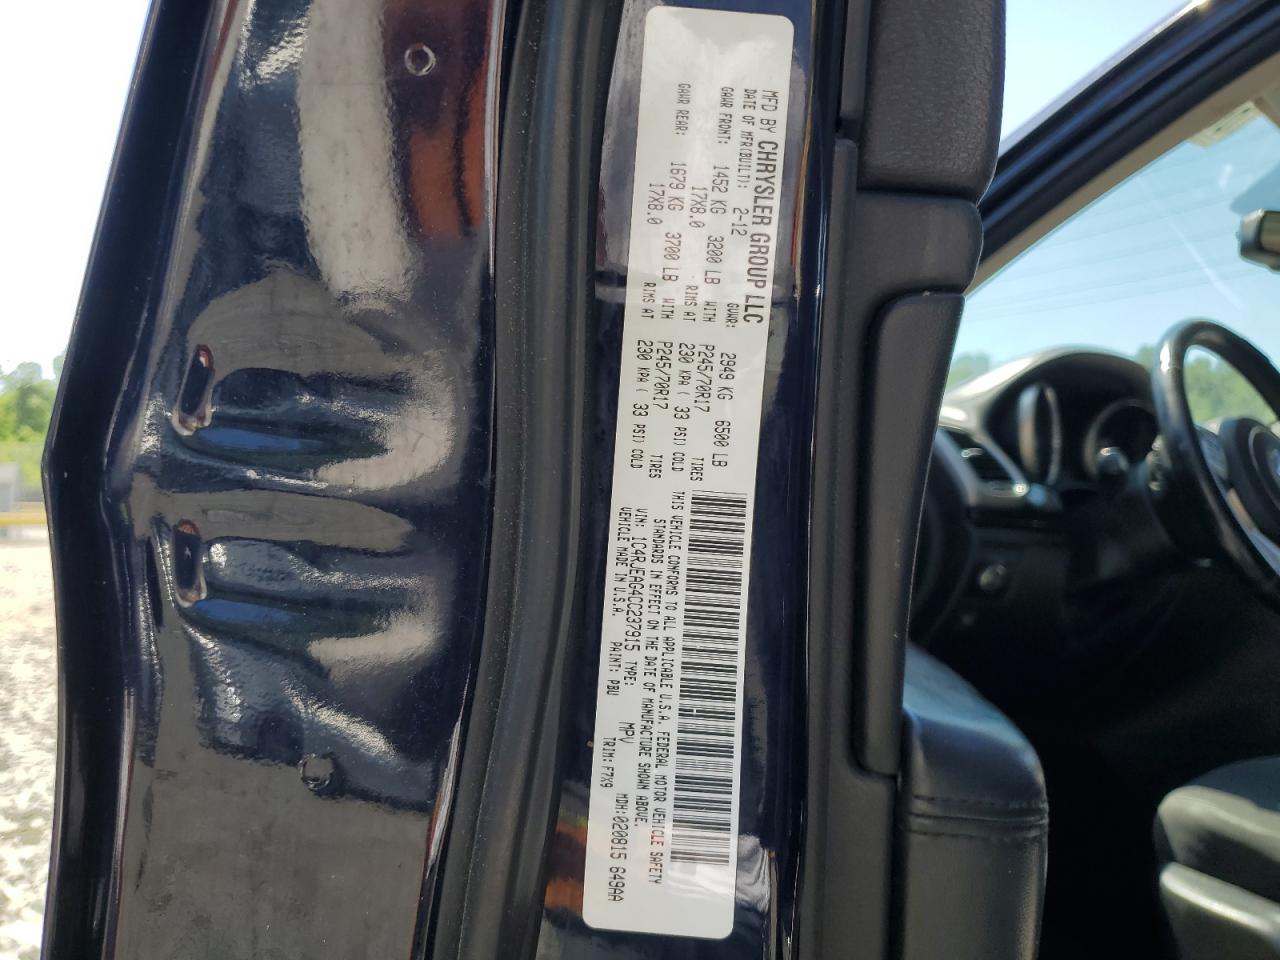 MFD BY CHRYSLER GROUP LLC
DATE OF MFR(BUILT): 2-12 GVWR: 2949 KG 6500 LB
GAWR FRONT: 1452 KG 3200 LB WITH P245/70R17 TIRES
17X8.0 RIMS AT 230 KPA ( 33 PSI) COLD
GAWR REAR: 1679 KG 3700 LB WITH P245/70R17 TIRES
17X8.0 RIMS AT 230 KPA ( 33 PSI) COLD
THIS VEHICLE CONFORMS TO ALL APPLICABLE U.S.A. FEDERAL MOTOR VEHICLE SAFETY
STANDARDS IN EFFECT ON THE DATE OF MANUFACTURE SHOWN ABOVE.
VIN: 1C4RJEAG4CC237915 TYPE: MPV MDH:020815 649AA
VEHICLE MADE IN U.S.A. PAINT: PBU TRIM:F7X9